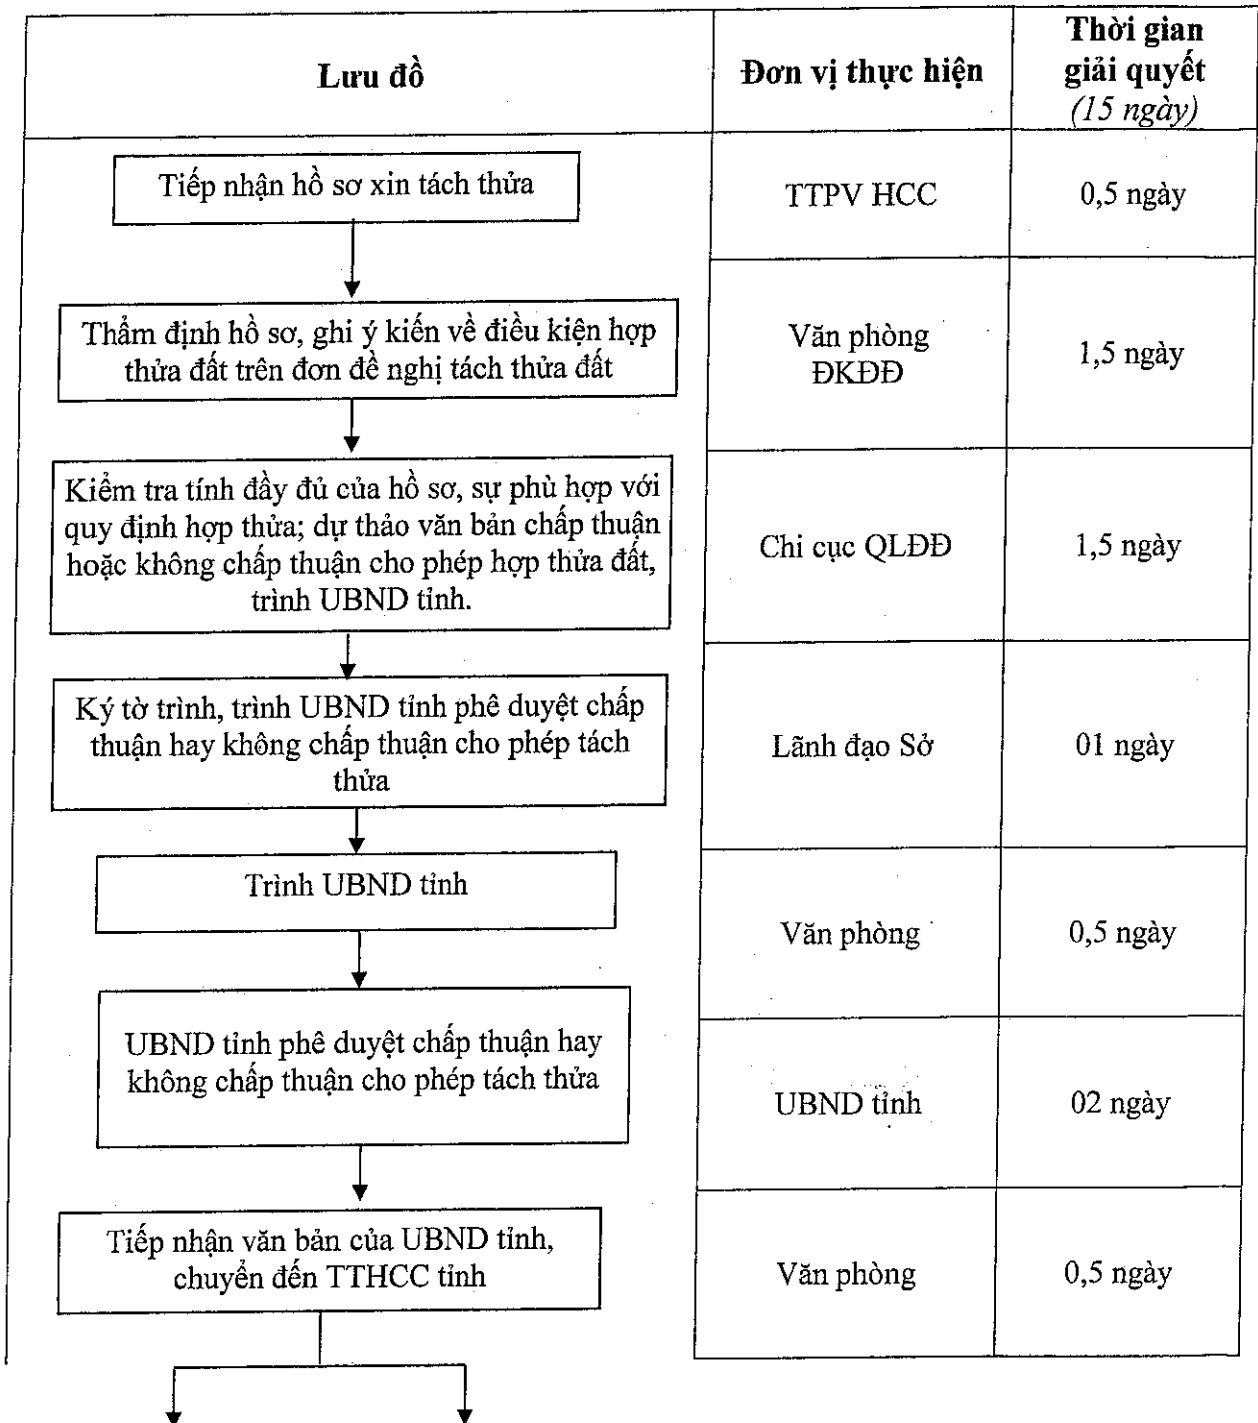 Lưu đồ
Đơn vị thực hiện
Thời gian
giải quyết
(15 ngày)
Tiếp nhận hồ sơ xin tách thửa
TTPV HCC
0,5 ngày
Thẩm định hồ sơ, ghi ý kiến về điều kiện hợp
thửa đất trên đơn đề nghị tách thửa đất
Văn phòng
ĐKĐĐ
1,5 ngày
Kiểm tra tính đầy đủ của hồ sơ, sự phù hợp với
quy định hợp thửa; dự thảo văn bản chấp thuận
hoặc không chấp thuận cho phép hợp thửa đất,
trình UBND tỉnh.
Chi cục QLĐĐ
1,5 ngày
Ký tờ trình, trình UBND tỉnh phê duyệt chấp
thuận hay không chấp thuận cho phép tách
thửa
Lãnh đạo Sở
01 ngày
Trình UBND tỉnh
Văn phòng
0,5 ngày
UBND tỉnh phê duyệt chấp thuận hay
không chấp thuận cho phép tách thửa
UBND tỉnh
02 ngày
Tiếp nhận văn bản của UBND tỉnh,
chuyển đến TTHCC tỉnh
Văn phòng
0,5 ngày